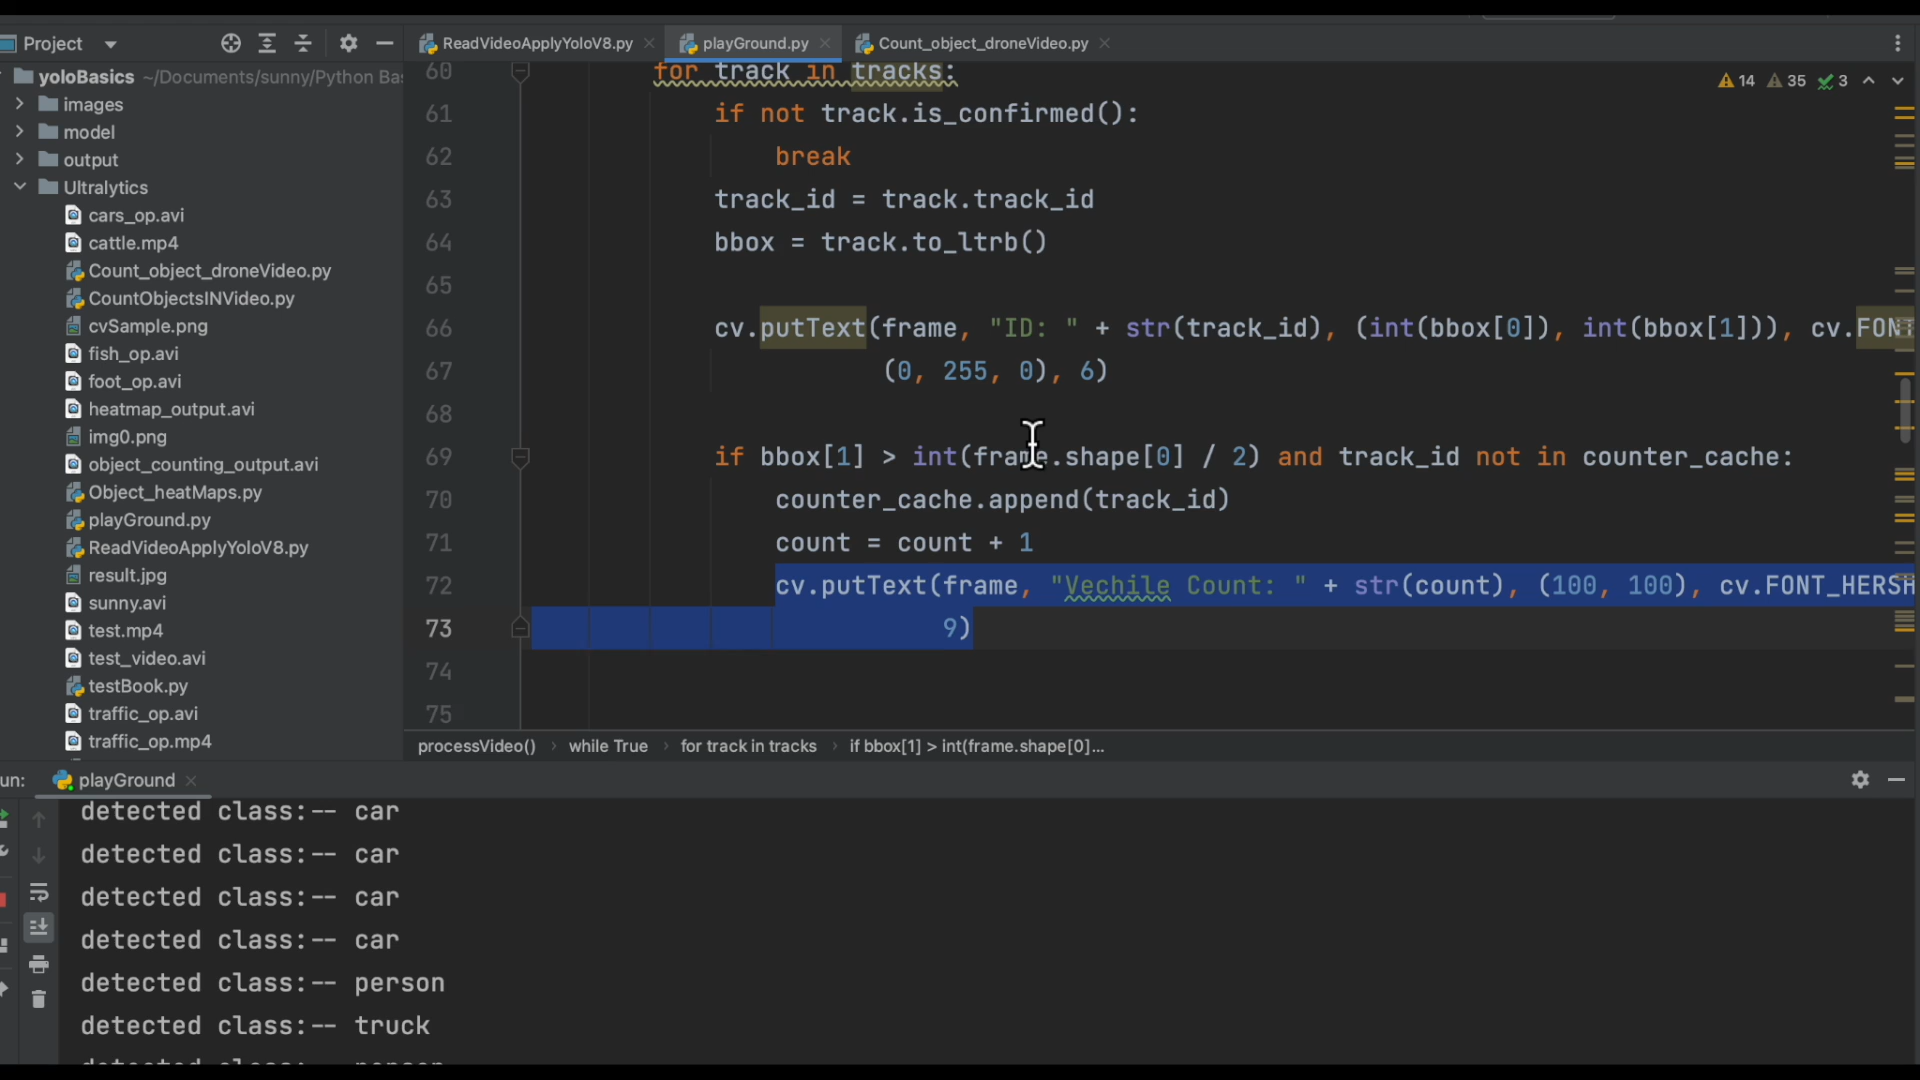 Project
ReadVideoApplyYoloV8.py
playGround.py
Count_object_droneVideo.py
yoloBasics ~/Documents/sunny/Python Bas
images
model
output
Ultralytics
cars_op.avi
cattle.mp4
Count_object_droneVideo.py
CountObjectsINVideo.py
cvSample.png
fish_op.avi
foot_op.avi
heatmap_output.avi
img0.png
object_counting_output.avi
Object_heatMaps.py
playGround.py
ReadVideoApplyYoloV8.py
result.jpg
sunny.avi
test.mp4
test_video.avi
testBook.py
traffic_op.avi
traffic_op.mp4
14 35 3
60 for track in tracks:
61 if not track.is_confirmed():
62 break
63 track_id = track.track_id
64 bbox = track.to_ltrb()
65
66 cv.putText(frame, "ID: " + str(track_id), (int(bbox[0]), int(bbox[1])), cv.FONT
67 (0, 255, 0), 6)
68
69 if bbox[1] > int(frame.shape[0] / 2) and track_id not in counter_cache:
70 counter_cache.append(track_id)
71 count = count + 1
72 cv.putText(frame, "Vechile Count: " + str(count), (100, 100), cv.FONT_HERSH
73 9)
74
75
processVideo() › while True › for track in tracks › if bbox[1] > int(frame.shape[0]...
un: playGround
detected class:-- car
detected class:-- car
detected class:-- car
detected class:-- car
detected class:-- person
detected class:-- truck